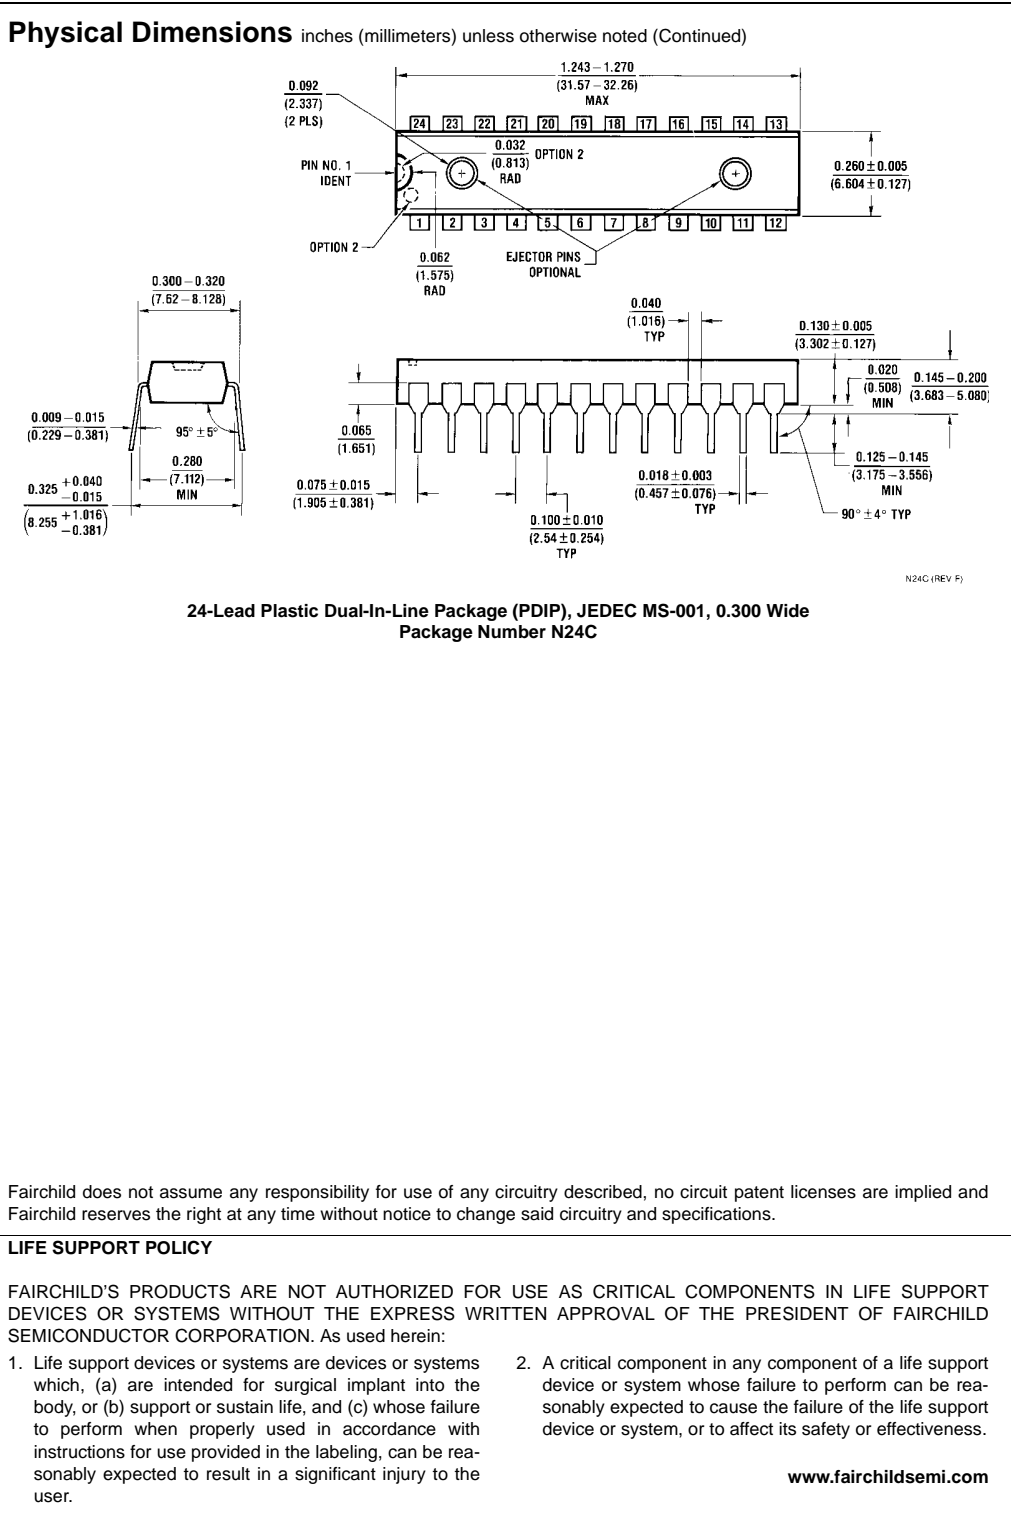 Physical Dimensions inches (millimeters) unless otherwise noted (Continued)
1.243 – 1.270
(31.57 – 32.26)
MAX
0.092
(2.337)
(2 PLS)
24 23 22 21 20 19 18 17 16 15 14 13
0.032
(0.813)
RAD
OPTION 2
PIN NO. 1
IDENT
0.260 ± 0.005
(6.604 ± 0.127)
1 2 3 4 5 6 7 8 9 10 11 12
OPTION 2
0.062
(1.575)
RAD
EJECTOR PINS
OPTIONAL
0.300 – 0.320
(7.62 – 8.128)
0.040
(1.016)
TYP
0.130 ± 0.005
(3.302 ± 0.127)
0.020
(0.508)
MIN
0.145 – 0.200
(3.683 – 5.080)
0.009 – 0.015
(0.229 – 0.381)
95° ± 5°
0.065
(1.651)
0.280
(7.112)
MIN
0.125 – 0.145
(3.175 – 3.556)
MIN
0.325 +0.040 –0.015
(8.255 +1.016 –0.381)
0.075 ± 0.015
(1.905 ± 0.381)
0.018 ± 0.003
(0.457 ± 0.076)
TYP
0.100 ± 0.010
(2.54 ± 0.254)
TYP
90° ± 4° TYP
N24C (REV F)
24-Lead Plastic Dual-In-Line Package (PDIP), JEDEC MS-001, 0.300 Wide
Package Number N24C
Fairchild does not assume any responsibility for use of any circuitry described, no circuit patent licenses are implied and
Fairchild reserves the right at any time without notice to change said circuitry and specifications.
LIFE SUPPORT POLICY
FAIRCHILD'S PRODUCTS ARE NOT AUTHORIZED FOR USE AS CRITICAL COMPONENTS IN LIFE SUPPORT
DEVICES OR SYSTEMS WITHOUT THE EXPRESS WRITTEN APPROVAL OF THE PRESIDENT OF FAIRCHILD
SEMICONDUCTOR CORPORATION. As used herein:
1. Life support devices or systems are devices or systems
which, (a) are intended for surgical implant into the
body, or (b) support or sustain life, and (c) whose failure
to perform when properly used in accordance with
instructions for use provided in the labeling, can be rea-
sonably expected to result in a significant injury to the
user.
2. A critical component in any component of a life support
device or system whose failure to perform can be rea-
sonably expected to cause the failure of the life support
device or system, or to affect its safety or effectiveness.
www.fairchildsemi.com